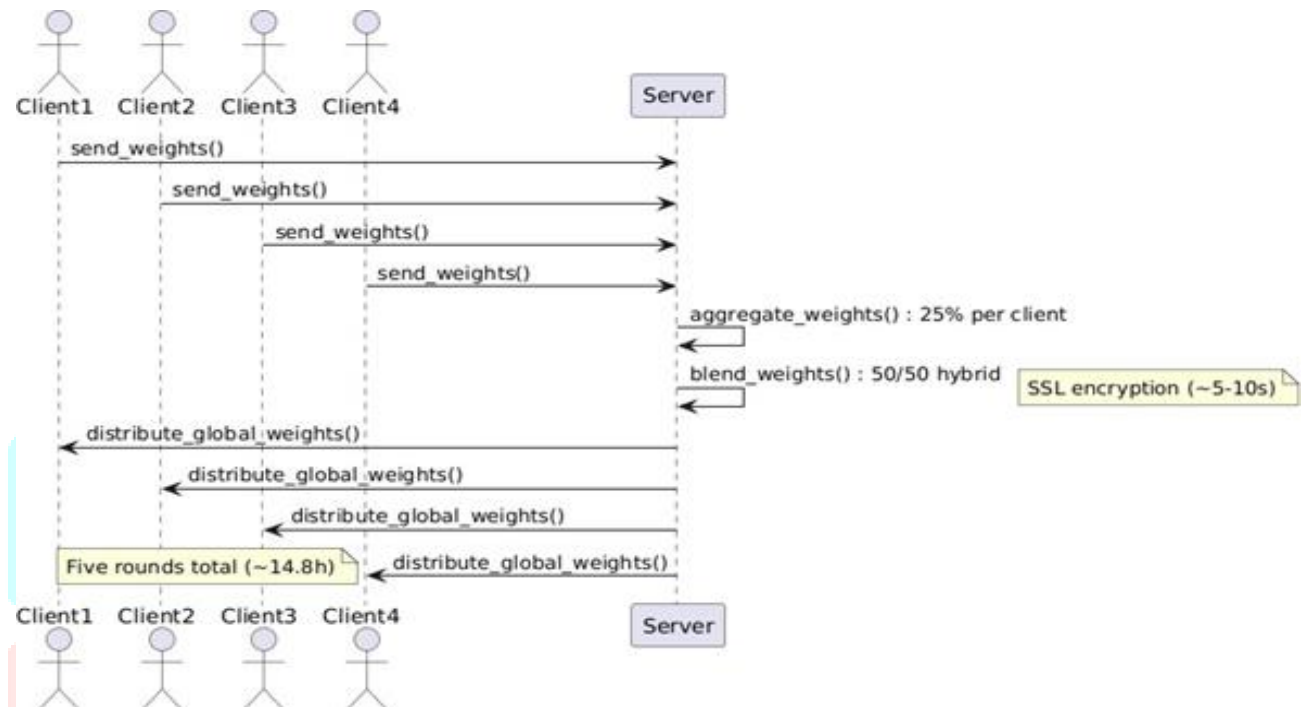 Client1 Client2 Client3 Client4
Server
send_weights()
send_weights()
send_weights()
send_weights()
aggregate_weights() : 25% per client
blend_weights() : 50/50 hybrid
SSL encryption (~5-10s)
distribute_global_weights()
distribute_global_weights()
distribute_global_weights()
Five rounds total (~14.8h)
distribute_global_weights()
Client1 Client2 Client3 Client4
Server